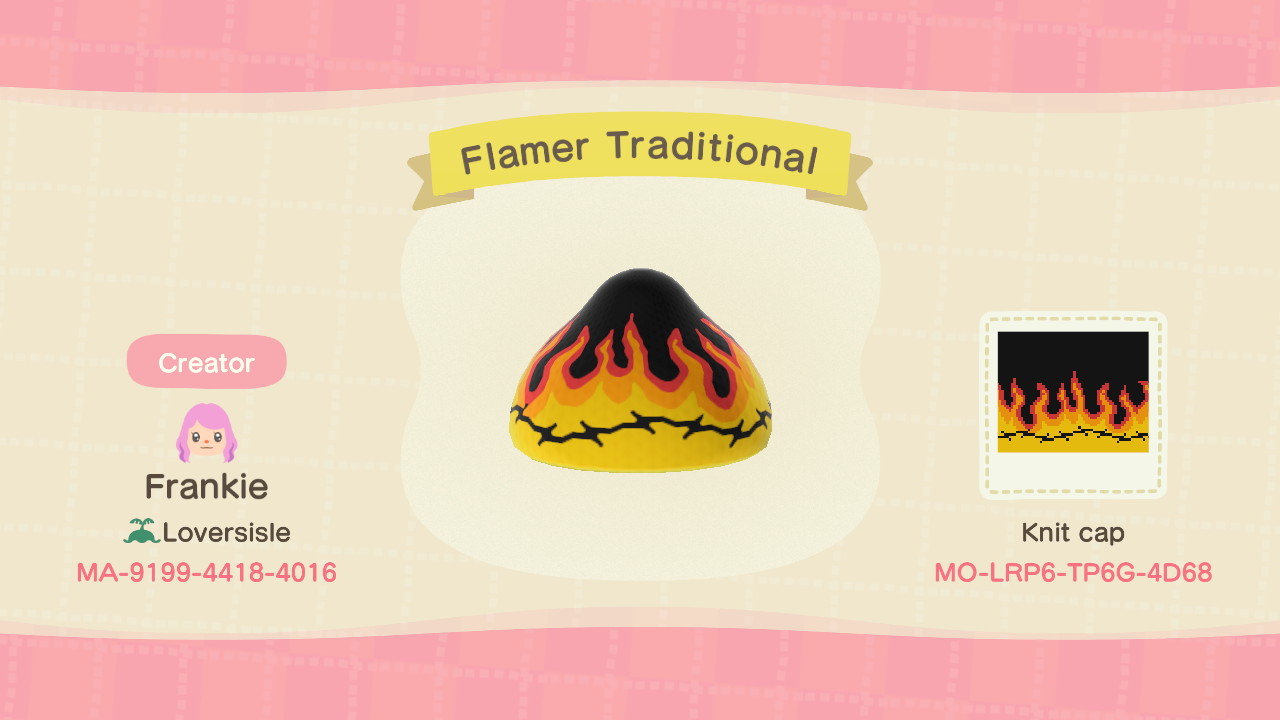 Flamer Traditional
Creator
Frankie
Loversisle
MA-9199-4418-4016
Knit cap
MO-LRP6-TP6G-4D68